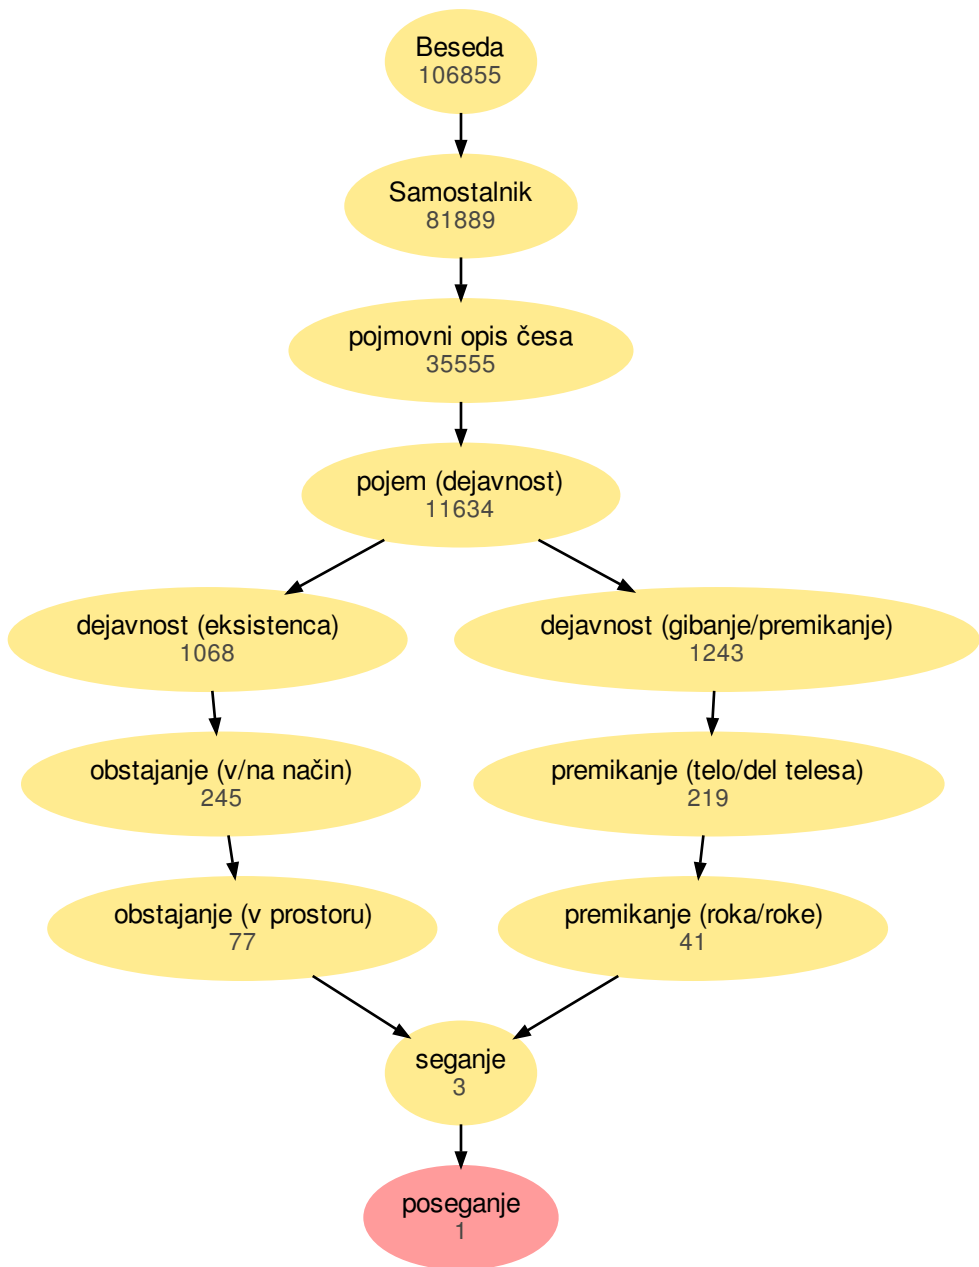 Beseda
106855
Samostalnik
81889
pojmovni opis česa
35555
pojem (dejavnost)
11634
dejavnost (eksistenca)
1068
dejavnost (gibanje/premikanje)
1243
obstajanje (v/na način)
245
premikanje (telo/del telesa)
219
obstajanje (v prostoru)
77
premikanje (roka/roke)
41
seganje
3
poseganje
1